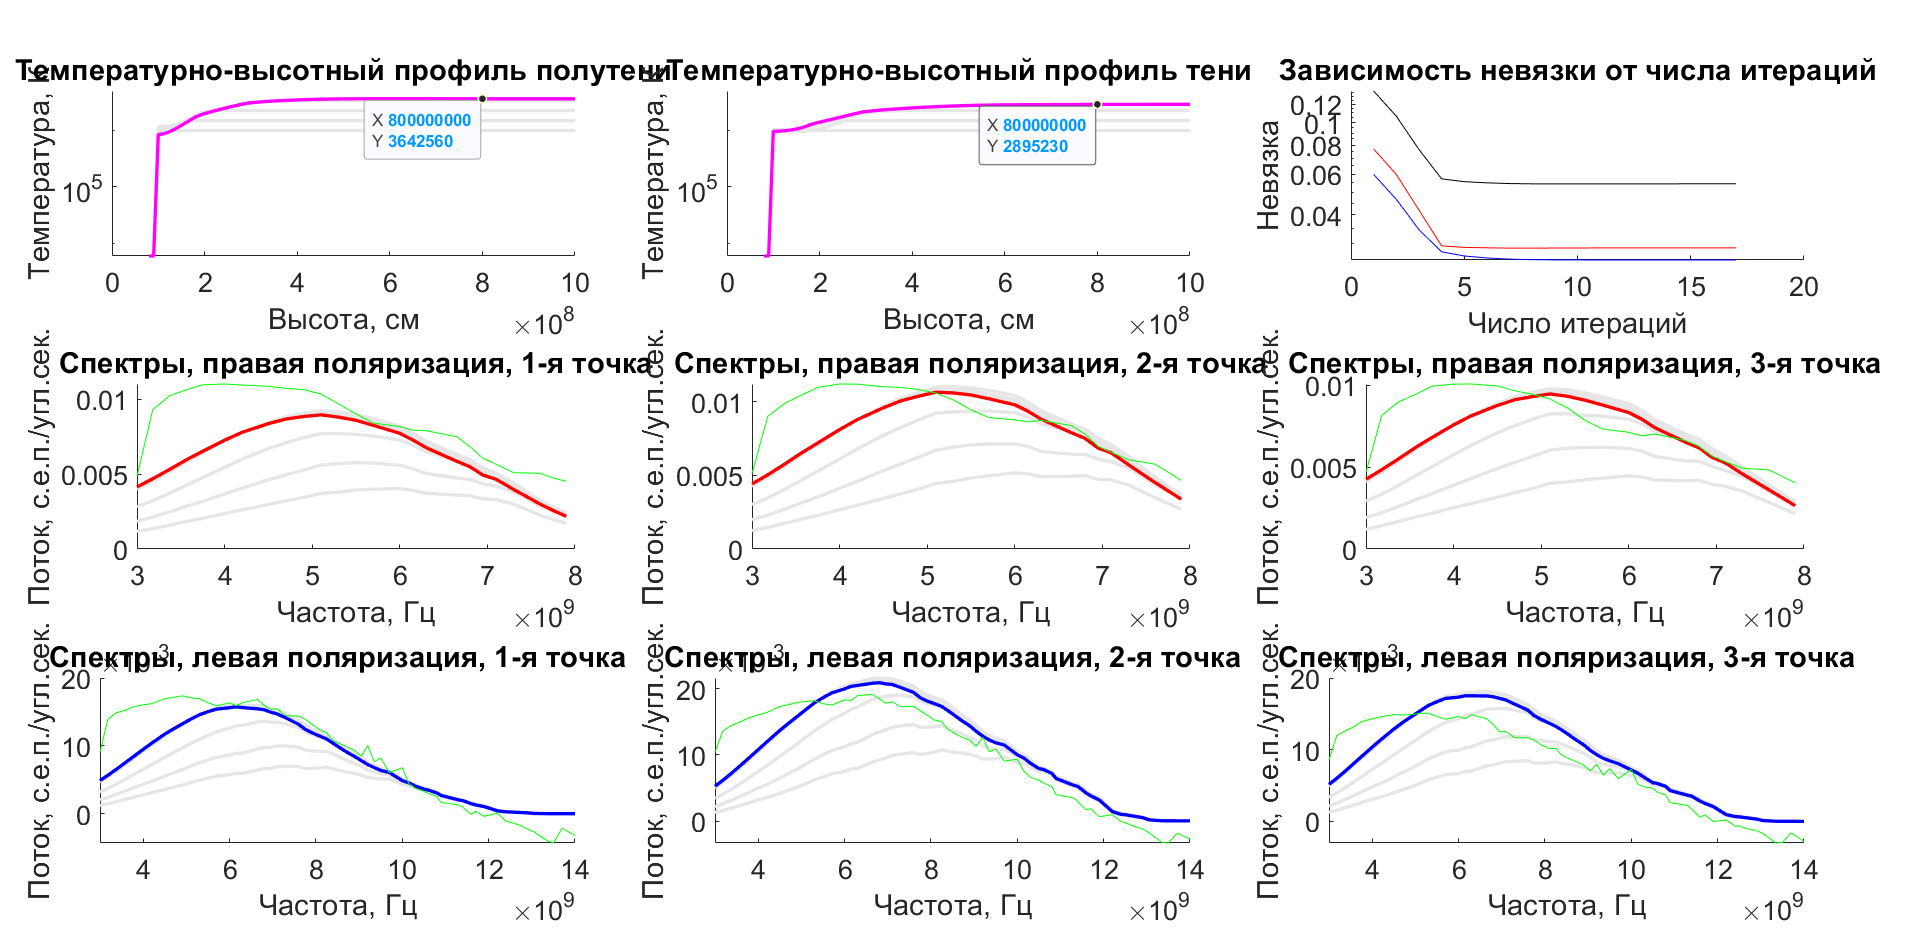 Температурно-высотный профиль полутени
Температура, К
10^5
X 800000000
Y 3642560
0 2 4 6 8 10
×10^8
Высота, см
Температурно-высотный профиль тени
Температура, К
10^5
X 800000000
Y 2895230
0 2 4 6 8 10
×10^8
Высота, см
Зависимость невязки от числа итераций
Невязка
0.12
0.1
0.08
0.06
0.04
0 5 10 15 20
Число итераций
Спектры, правая поляризация, 1-я точка
Поток, с.е.п./угл.сек.
0.01
0.005
0
3 4 5 6 7 8
×10^9
Частота, Гц
Спектры, правая поляризация, 2-я точка
Поток, с.е.п./угл.сек.
0.01
0.005
0
3 4 5 6 7 8
×10^9
Частота, Гц
Спектры, правая поляризация, 3-я точка
Поток, с.е.п./угл.сек.
0.01
0.005
0
3 4 5 6 7 8
×10^9
Частота, Гц
Спектры, левая поляризация, 1-я точка
Поток, с.е.п./угл.сек.
20
10
0
4 6 8 10 12 14
×10^9
Частота, Гц
Спектры, левая поляризация, 2-я точка
Поток, с.е.п./угл.сек.
20
10
0
4 6 8 10 12 14
×10^9
Частота, Гц
Спектры, левая поляризация, 3-я точка
Поток, с.е.п./угл.сек.
20
10
0
4 6 8 10 12 14
×10^9
Частота, Гц